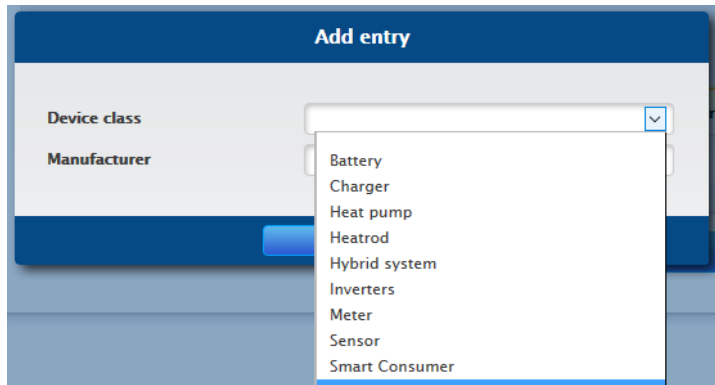 Add entry
Device class
Manufacturer
Battery
Charger
Heat pump
Heatrod
Hybrid system
Inverters
Meter
Sensor
Smart Consumer